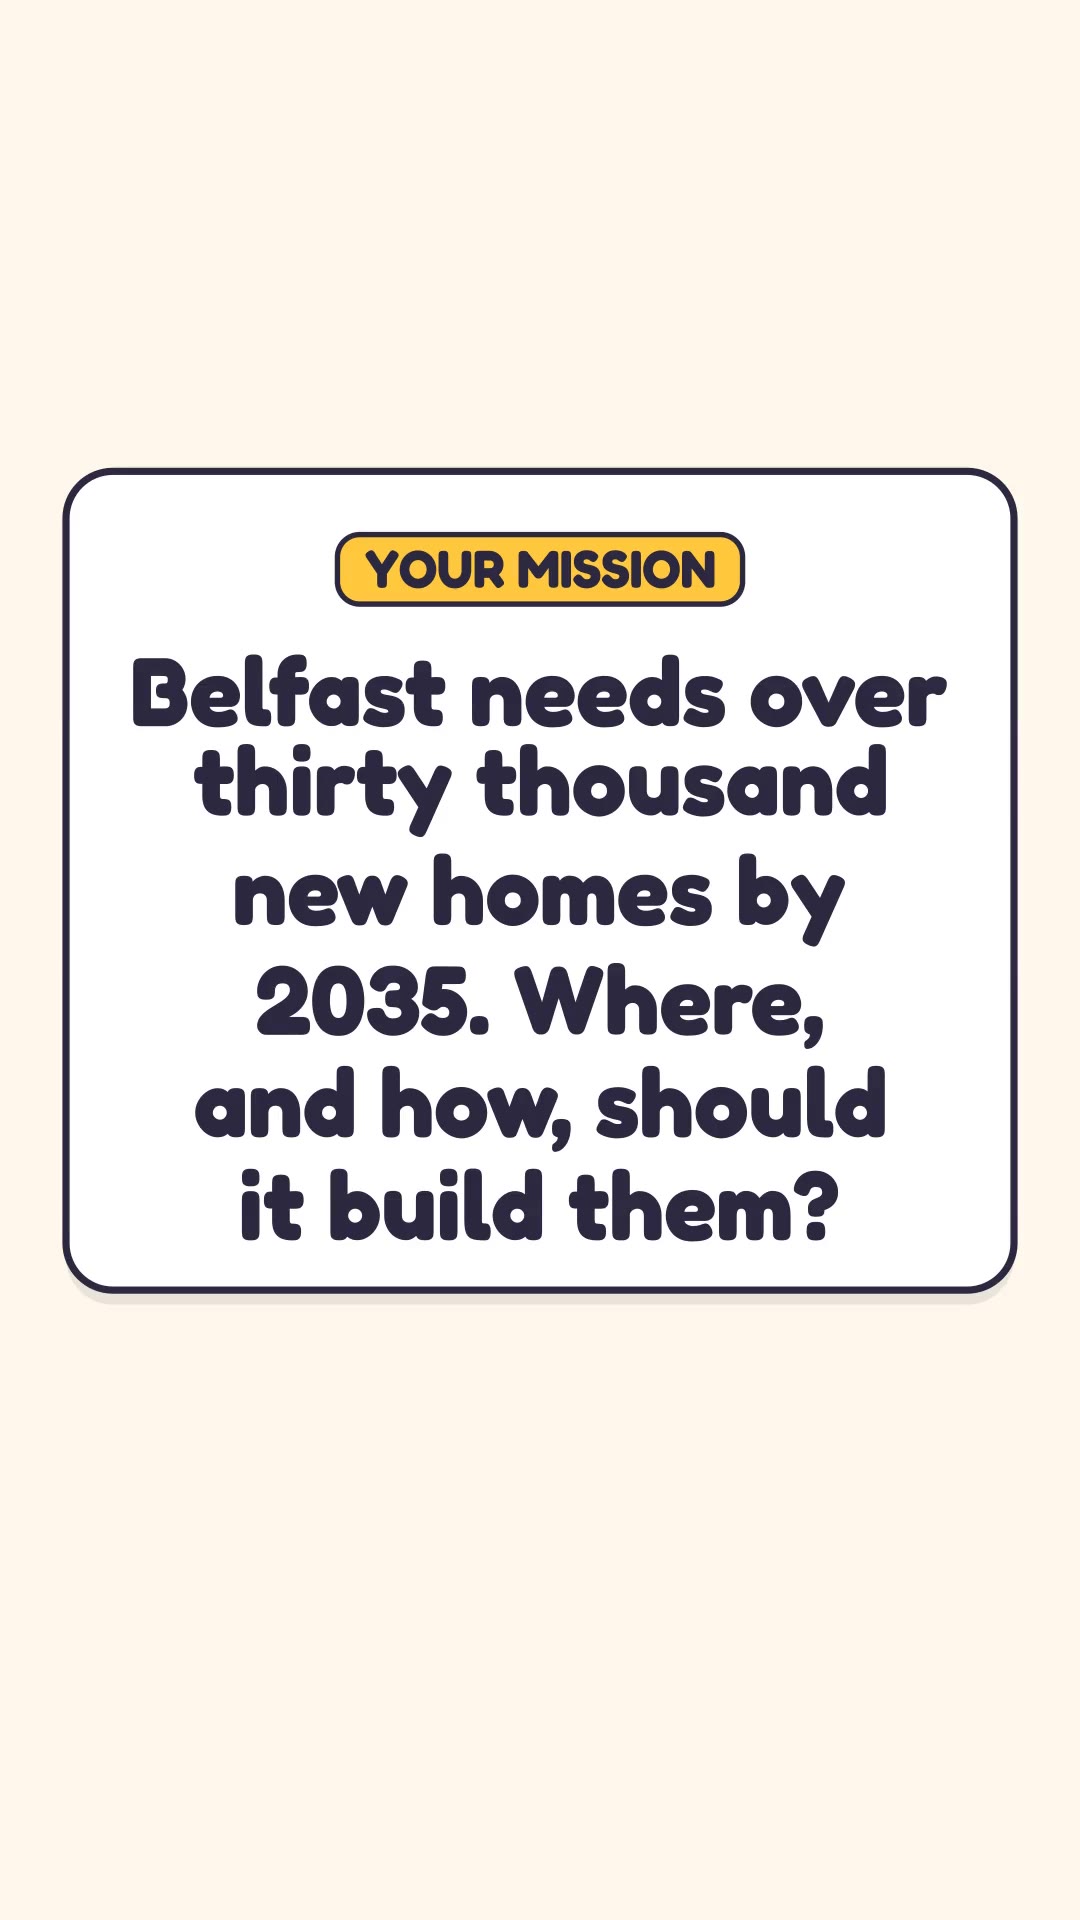 YOUR MISSION
Belfast needs over
thirty thousand
new homes by
2035. Where,
and how, should
it build them?